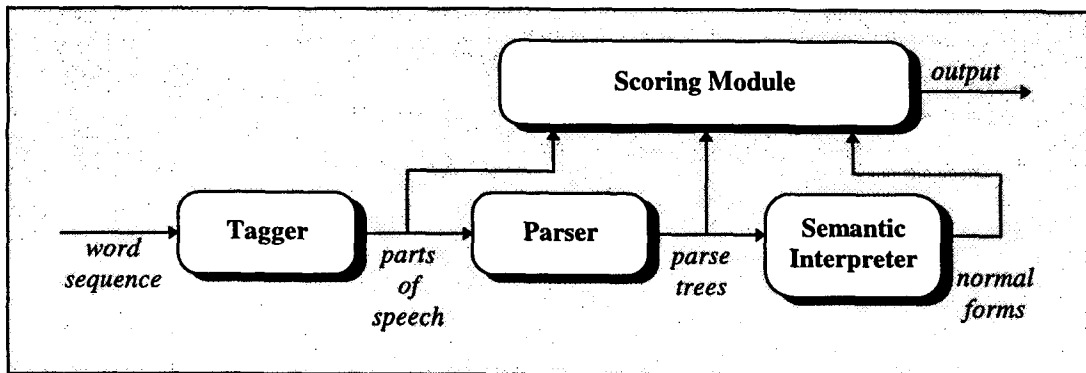 Scoring Module
output
Tagger
Parser
Semantic
Interpreter
word
sequence
parts
of
speech
parse
trees
normal
forms